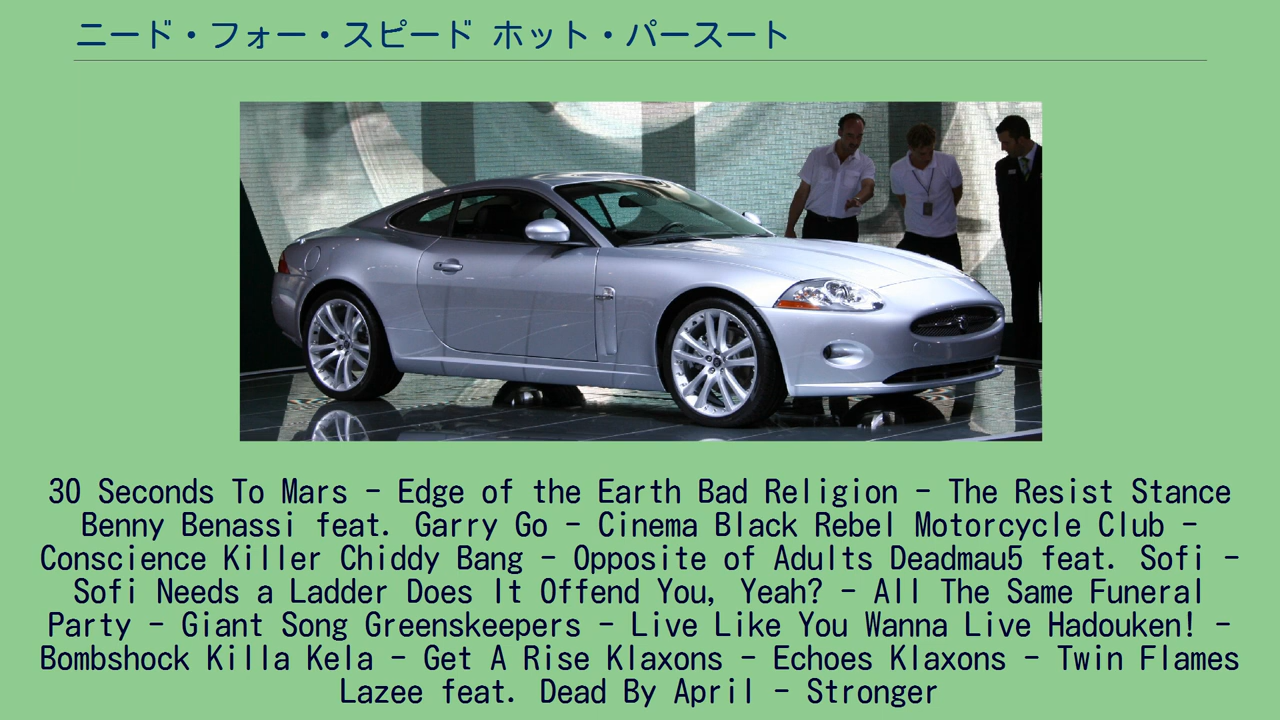 ニード・フォー・スピード ホット・パースート
30 Seconds To Mars - Edge of the Earth Bad Religion - The Resist Stance
Benny Benassi feat. Garry Go - Cinema Black Rebel Motorcycle Club -
Conscience Killer Chiddy Bang - Opposite of Adults Deadmau5 feat. Sofi -
Sofi Needs a Ladder Does It Offend You, Yeah? - All The Same Funeral
Party - Giant Song Greenskeepers - Live Like You Wanna Live Hadouken! -
Bombshock Killa Kela - Get A Rise Klaxons - Echoes Klaxons - Twin Flames
Lazee feat. Dead By April - Stronger